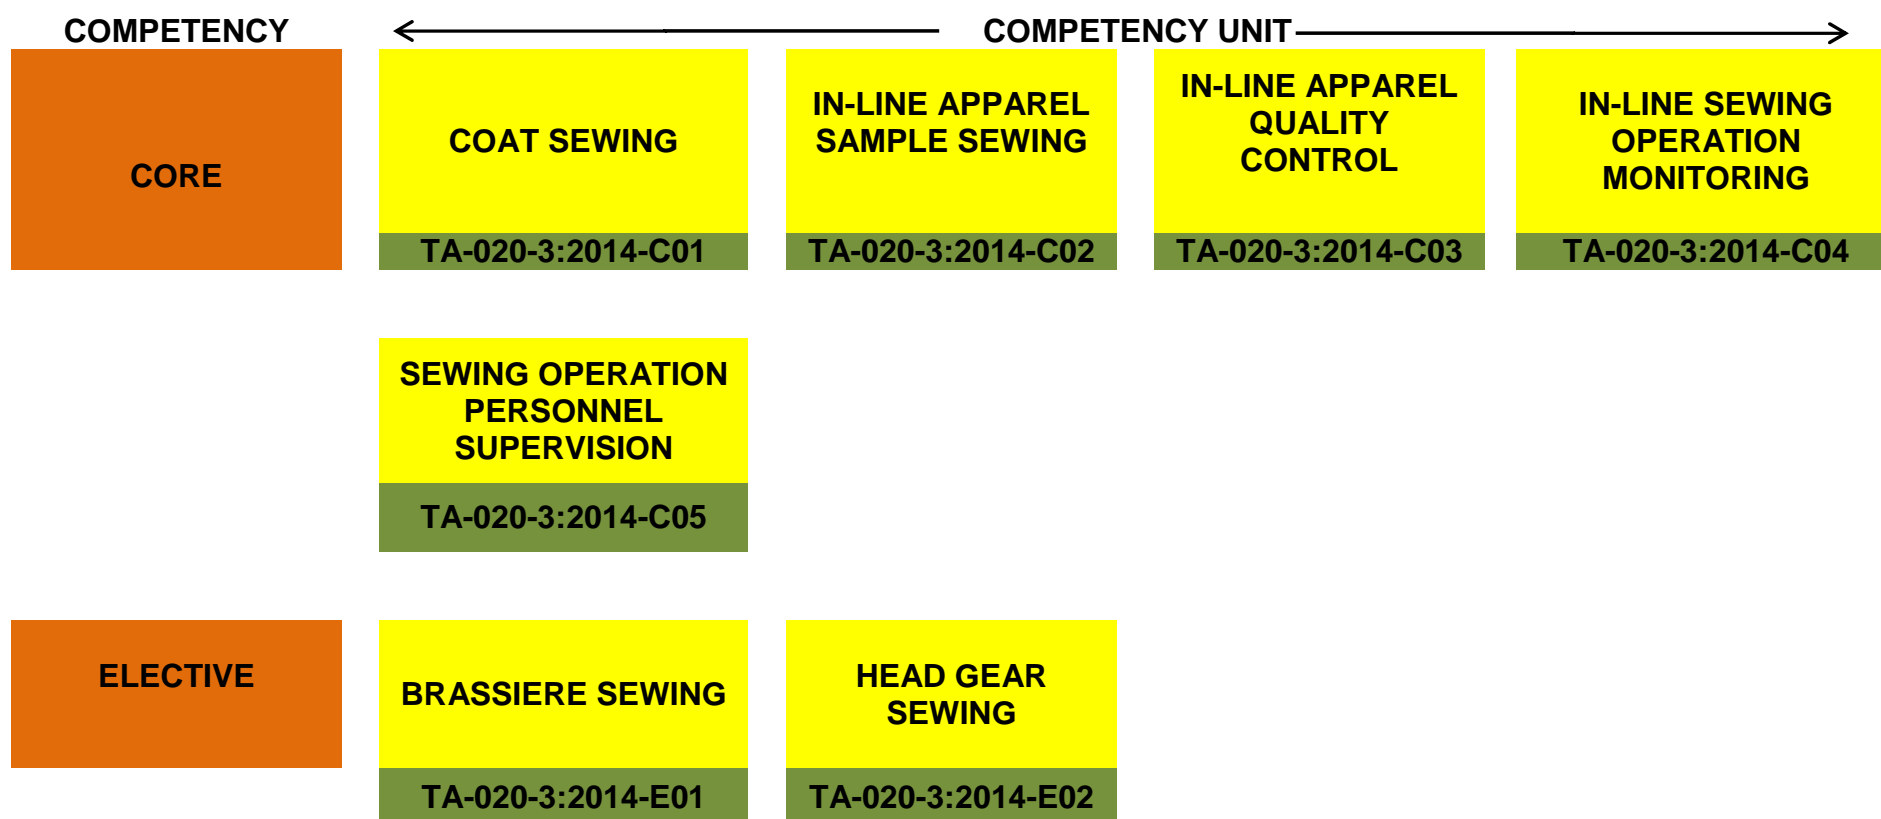 COMPETENCY
COMPETENCY UNIT
CORE
COAT SEWING
TA-020-3:2014-C01
IN-LINE APPAREL
SAMPLE SEWING
TA-020-3:2014-C02
IN-LINE APPAREL
QUALITY
CONTROL
TA-020-3:2014-C03
IN-LINE SEWING
OPERATION
MONITORING
TA-020-3:2014-C04
SEWING OPERATION
PERSONNEL
SUPERVISION
TA-020-3:2014-C05
ELECTIVE
BRASSIERE SEWING
TA-020-3:2014-E01
HEAD GEAR
SEWING
TA-020-3:2014-E02